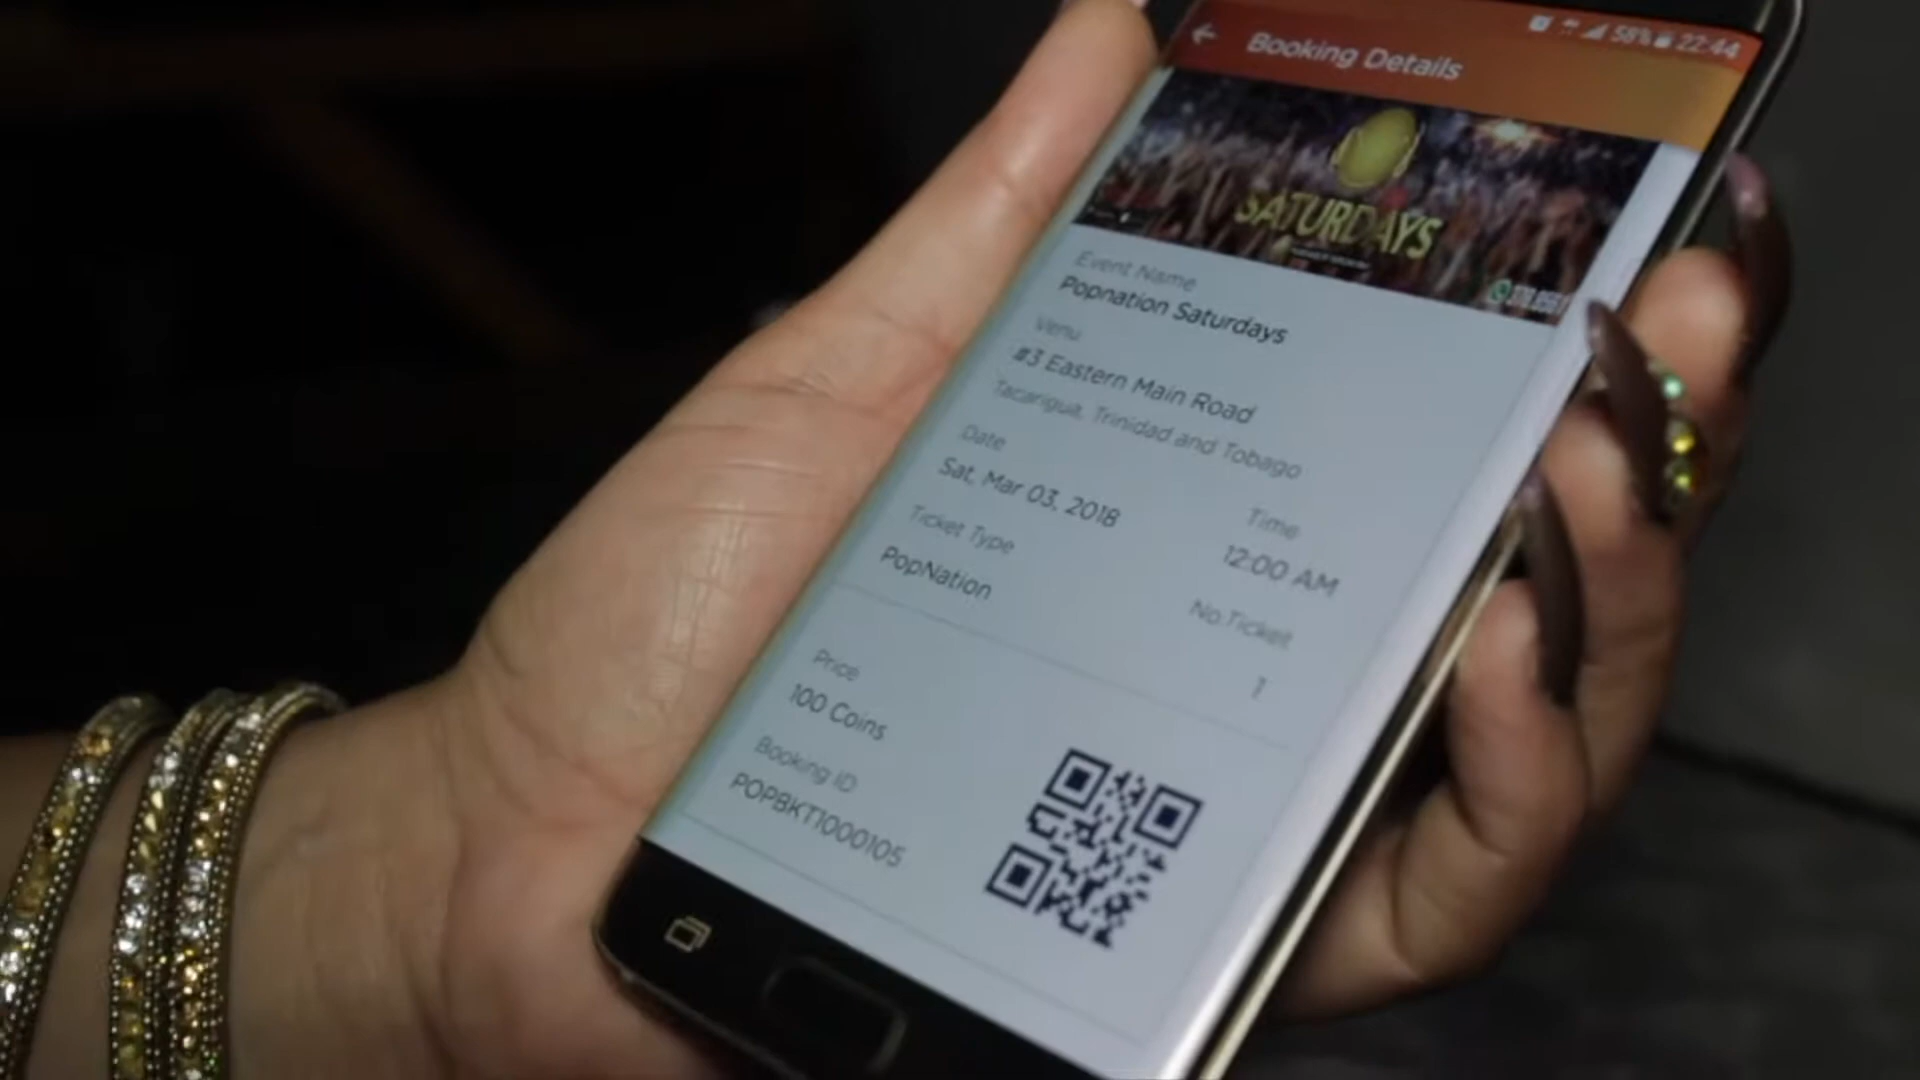 58% 22:44
Booking Details
SATURDAYS
Event Name
Popnation Saturdays
Venu
#3 Eastern Main Road
Tacarigua, Trinidad and Tobago
Date
Sat, Mar 03, 2018
Time
12:00 AM
Ticket Type
PopNation
No.Ticket
1
Price
100 Coins
Booking ID
POPBKT1000105